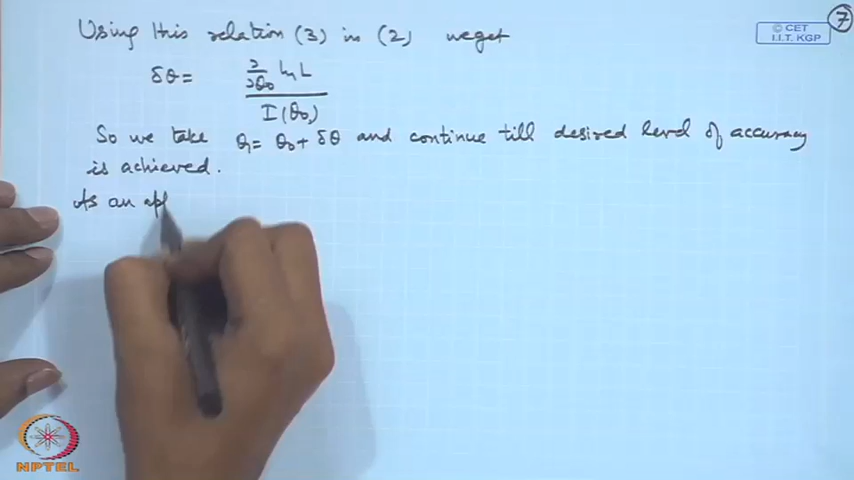 Using this relation (3) in (2) we get
δθ = ∂/∂θ₀ ln L / I(θ₀)
So we take θ₁ = θ₀ + δθ and continue till desired level of accuracy
is achieved.
As an app
© CET
I.I.T. KGP
7
NPTEL